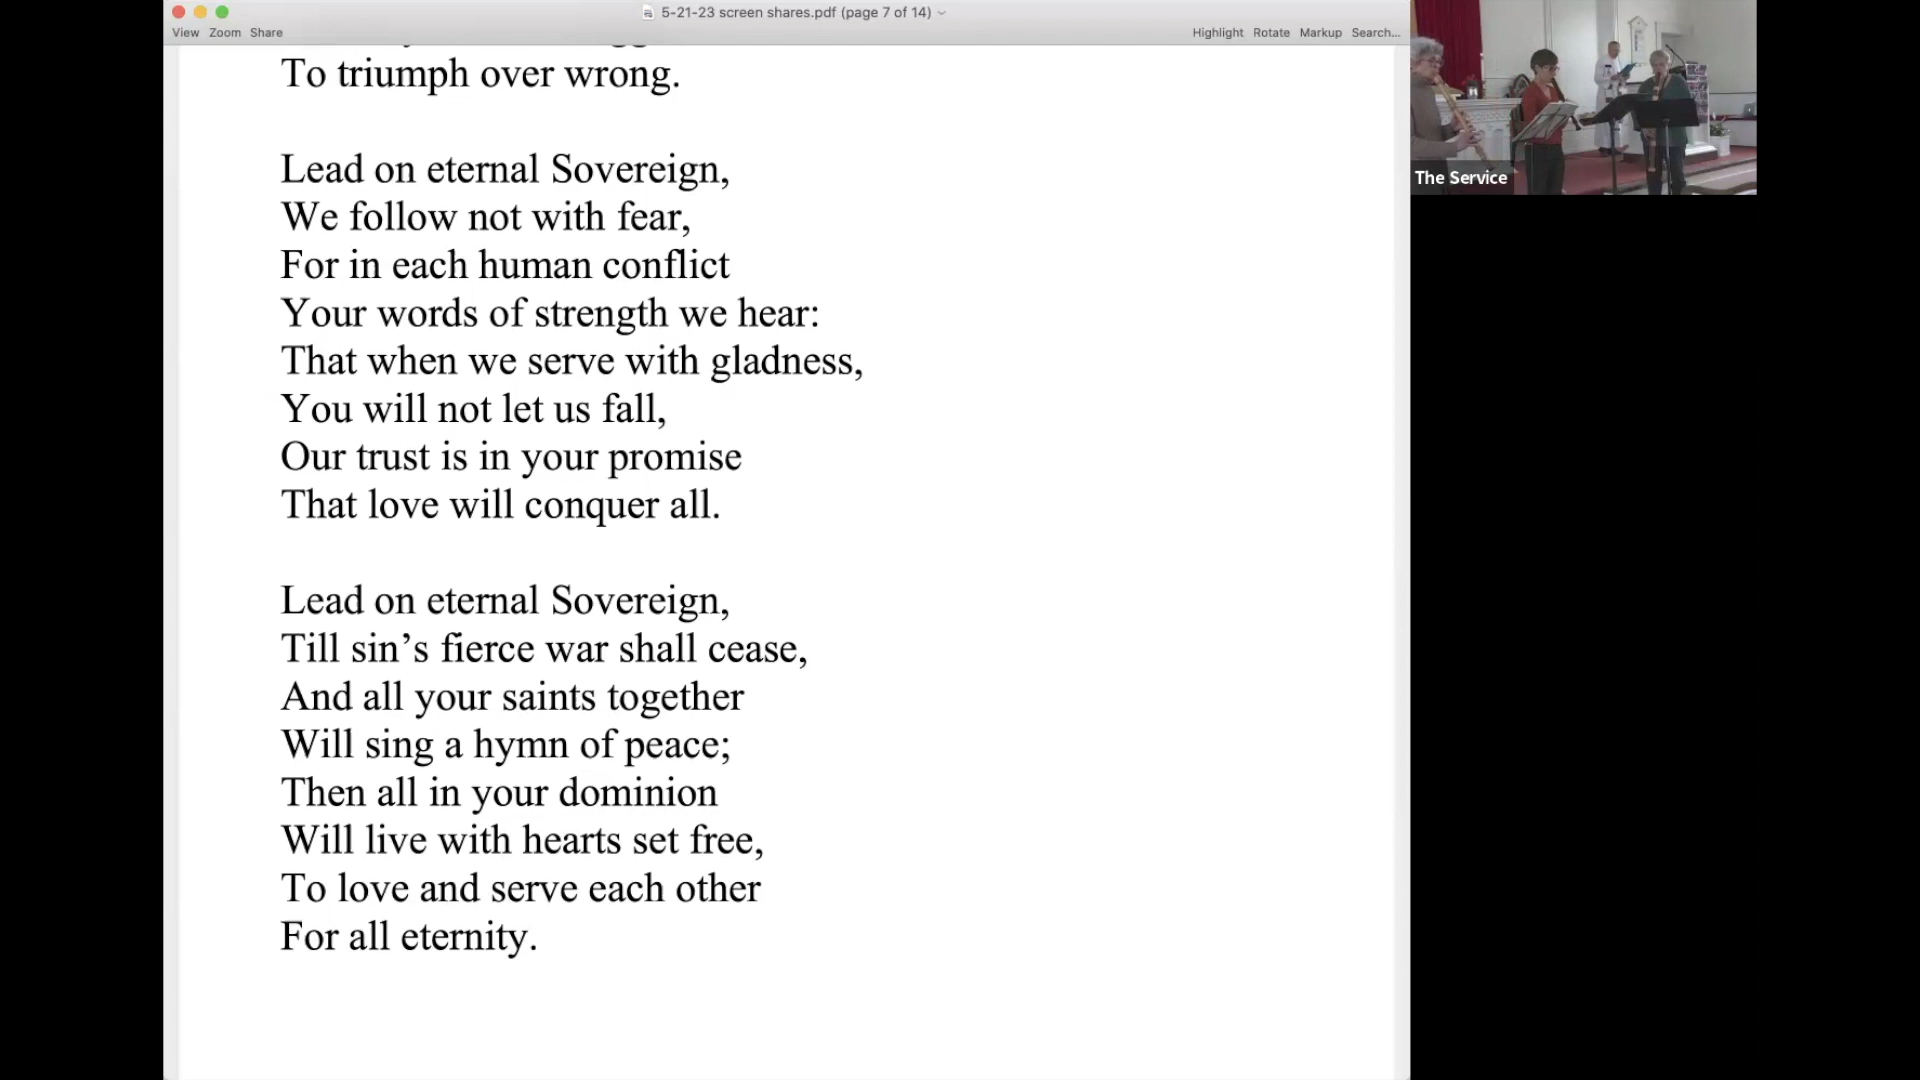 5-21-23 screen shares.pdf (page 7 of 14)
View Zoom Share
Highlight Rotate Markup Search...
To triumph over wrong.
Lead on eternal Sovereign,
We follow not with fear,
For in each human conflict
Your words of strength we hear:
That when we serve with gladness,
You will not let us fall,
Our trust is in your promise
That love will conquer all.
Lead on eternal Sovereign,
Till sin’s fierce war shall cease,
And all your saints together
Will sing a hymn of peace;
Then all in your dominion
Will live with hearts set free,
To love and serve each other
For all eternity.
The Service